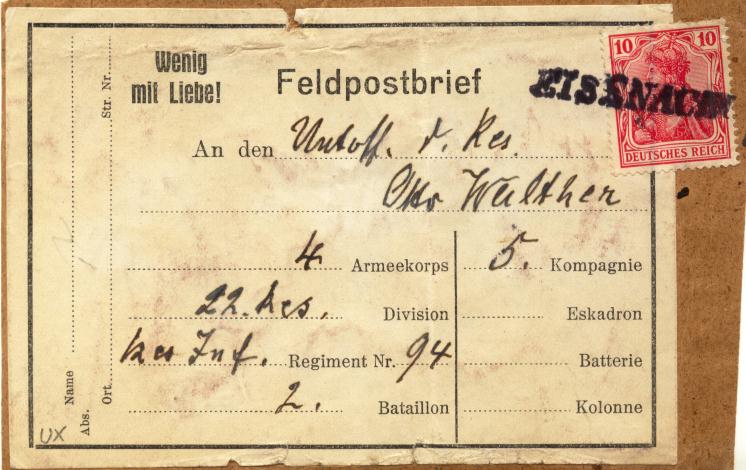 Wenig
mit Liebe!
Feldpostbrief
10 10
DEUTSCHES REICH
EISENACH
An den Untoff. d. Res.
Otto Walther
4 Armeekorps
22. Res. Division
Res Inf. Regiment Nr. 94
2. Bataillon
5. Kompagnie
Eskadron
Batterie
Kolonne
Abs. Name
Ort. Str. Nr.
UX